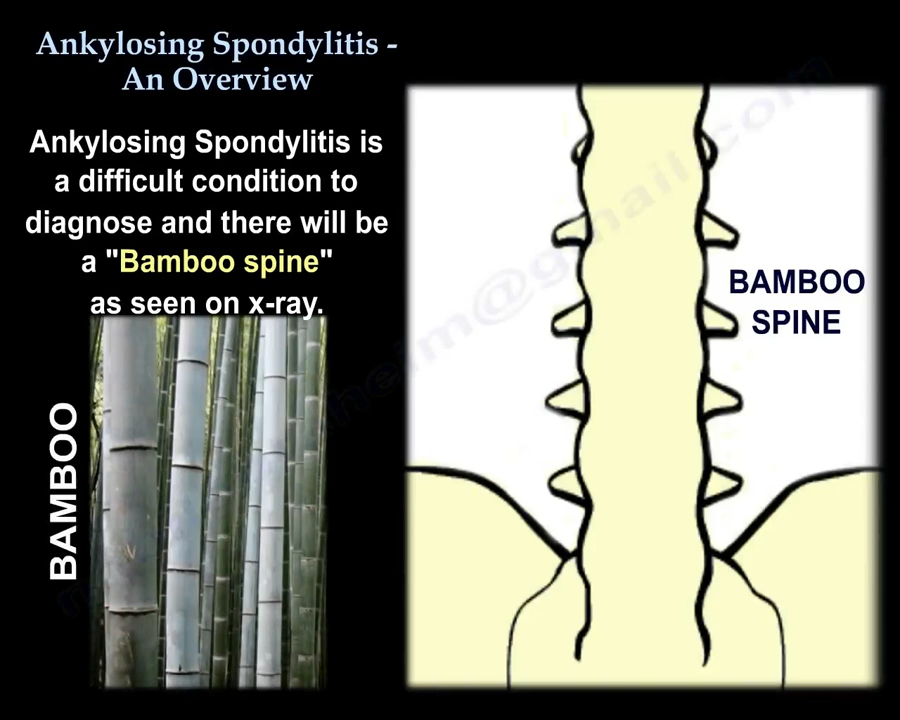 Ankylosing Spondylitis -
An Overview
Ankylosing Spondylitis is
a difficult condition to
diagnose and there will be
a "Bamboo spine"
as seen on x-ray.
BAMBOO
BAMBOO
SPINE